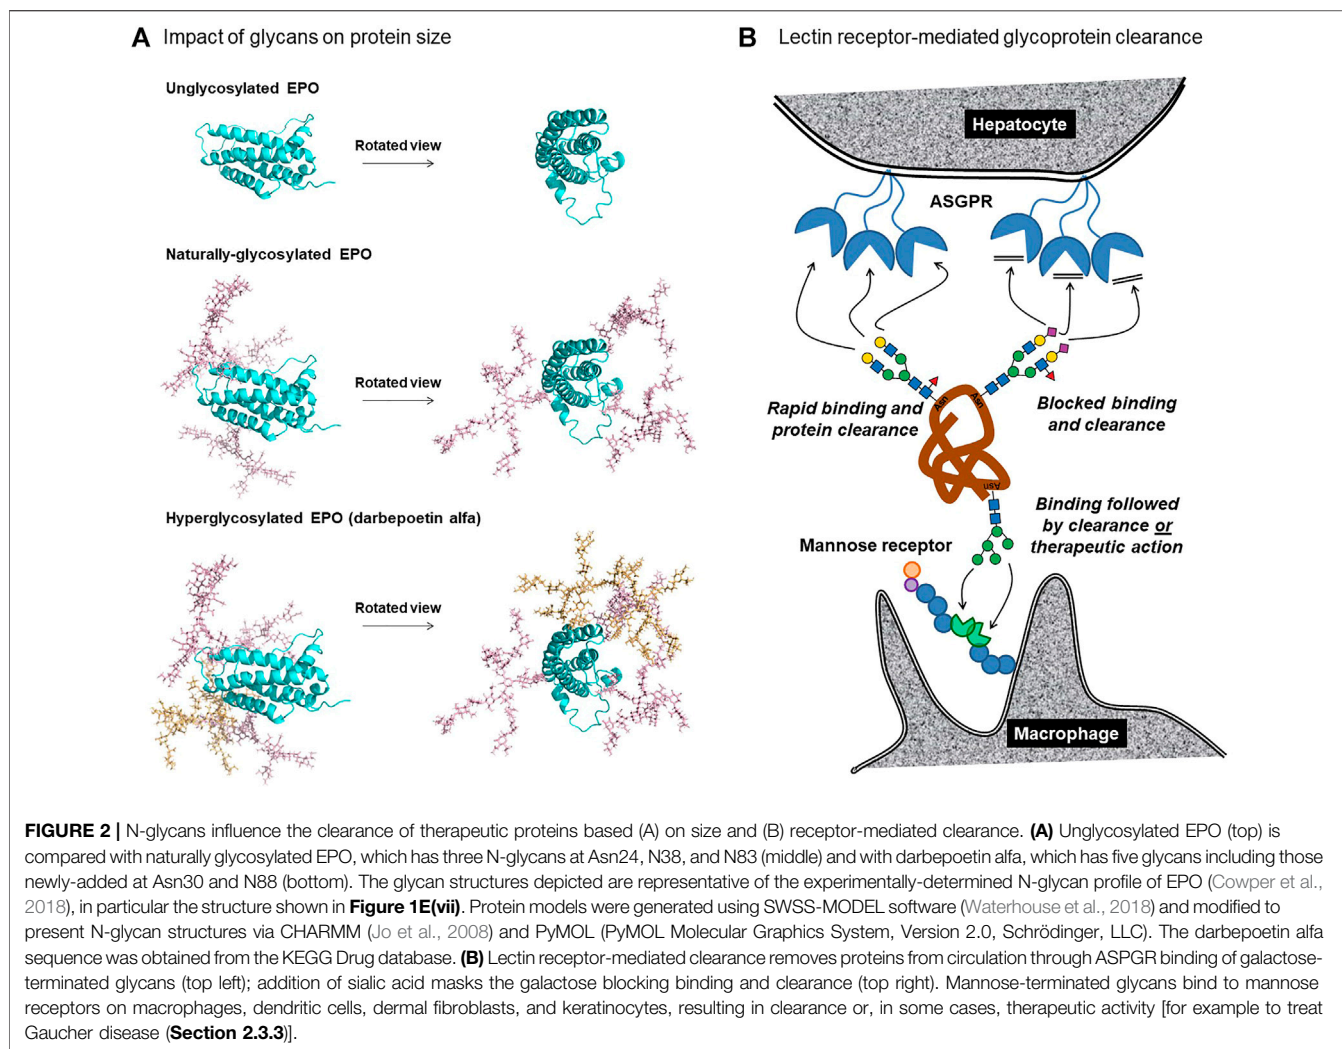 A Impact of glycans on protein size
Unglycosylated EPO
Rotated view
Naturally-glycosylated EPO
Rotated view
Hyperglycosylated EPO (darbepoetin alfa)
Rotated view
B Lectin receptor-mediated glycoprotein clearance
Hepatocyte
ASGPR
Rapid binding and
protein clearance
Asn
Asn
Blocked binding
and clearance
Asn
Binding followed
by clearance or
therapeutic action
Mannose receptor
Macrophage
FIGURE 2 | N-glycans influence the clearance of therapeutic proteins based (A) on size and (B) receptor-mediated clearance. (A) Unglycosylated EPO (top) is
compared with naturally glycosylated EPO, which has three N-glycans at Asn24, N38, and N83 (middle) and with darbepoetin alfa, which has five glycans including those
newly-added at Asn30 and N88 (bottom). The glycan structures depicted are representative of the experimentally-determined N-glycan profile of EPO (Cowper et al.,
2018), in particular the structure shown in Figure 1E(vii). Protein models were generated using SWSS-MODEL software (Waterhouse et al., 2018) and modified to
present N-glycan structures via CHARMM (Jo et al., 2008) and PyMOL (PyMOL Molecular Graphics System, Version 2.0, Schrödinger, LLC). The darbepoetin alfa
sequence was obtained from the KEGG Drug database. (B) Lectin receptor-mediated clearance removes proteins from circulation through ASPGR binding of galactose-
terminated glycans (top left); addition of sialic acid masks the galactose blocking binding and clearance (top right). Mannose-terminated glycans bind to mannose
receptors on macrophages, dendritic cells, dermal fibroblasts, and keratinocytes, resulting in clearance or, in some cases, therapeutic activity [for example to treat
Gaucher disease (Section 2.3.3)].